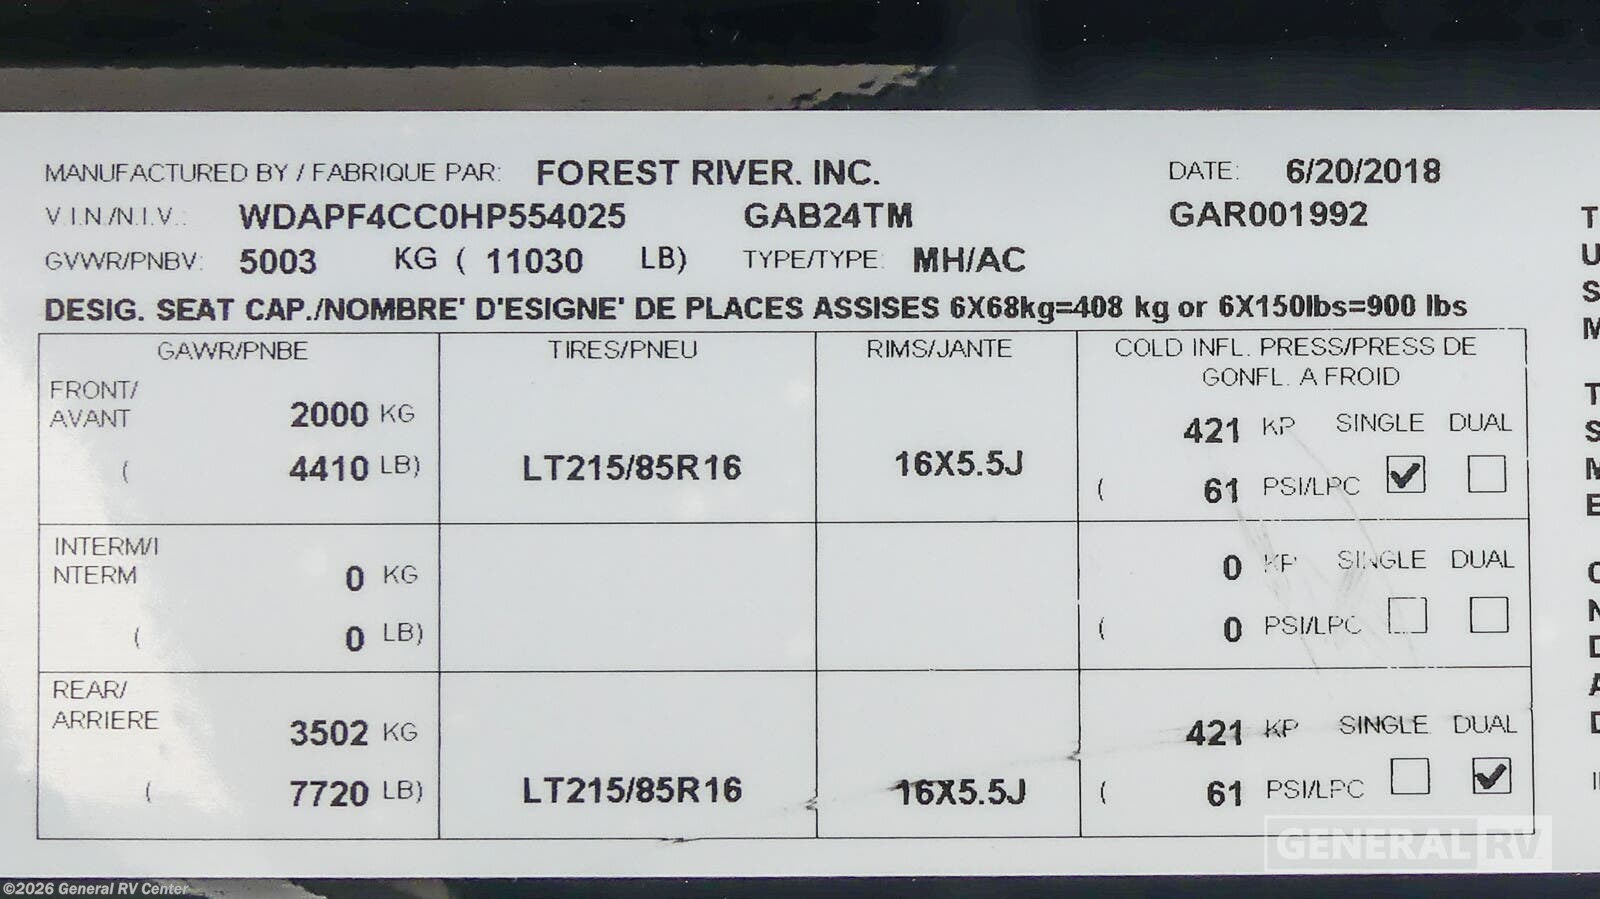 MANUFACTURED BY / FABRIQUE PAR: FOREST RIVER. INC. DATE: 6/20/2018
V.I.N./N.I.V.: WDAPF4CC0HP554025 GAB24TM GAR001992
GVWR/PNBV: 5003 KG ( 11030 LB) TYPE/TYPE: MH/AC
DESIG. SEAT CAP./NOMBRE' D'ESIGNE' DE PLACES ASSISES 6X68kg=408 kg or 6X150lbs=900 lbs
GAWR/PNBE TIRES/PNEU RIMS/JANTE COLD INFL. PRESS/PRESS DE
GONFL. A FROID
FRONT/
AVANT 2000 KG 421 KP SINGLE DUAL
( 4410 LB) LT215/85R16 16X5.5J ( 61 PSI/LPC
INTERM/I
NTERM 0 KG 0 KP SINGLE DUAL
( 0 LB) ( 0 PSI/LPC
REAR/
ARRIERE 3502 KG 421 KP SINGLE DUAL
( 7720 LB) LT215/85R16 16X5.5J ( 61 PSI/LPC
GENERAL RV
©2026 General RV Center